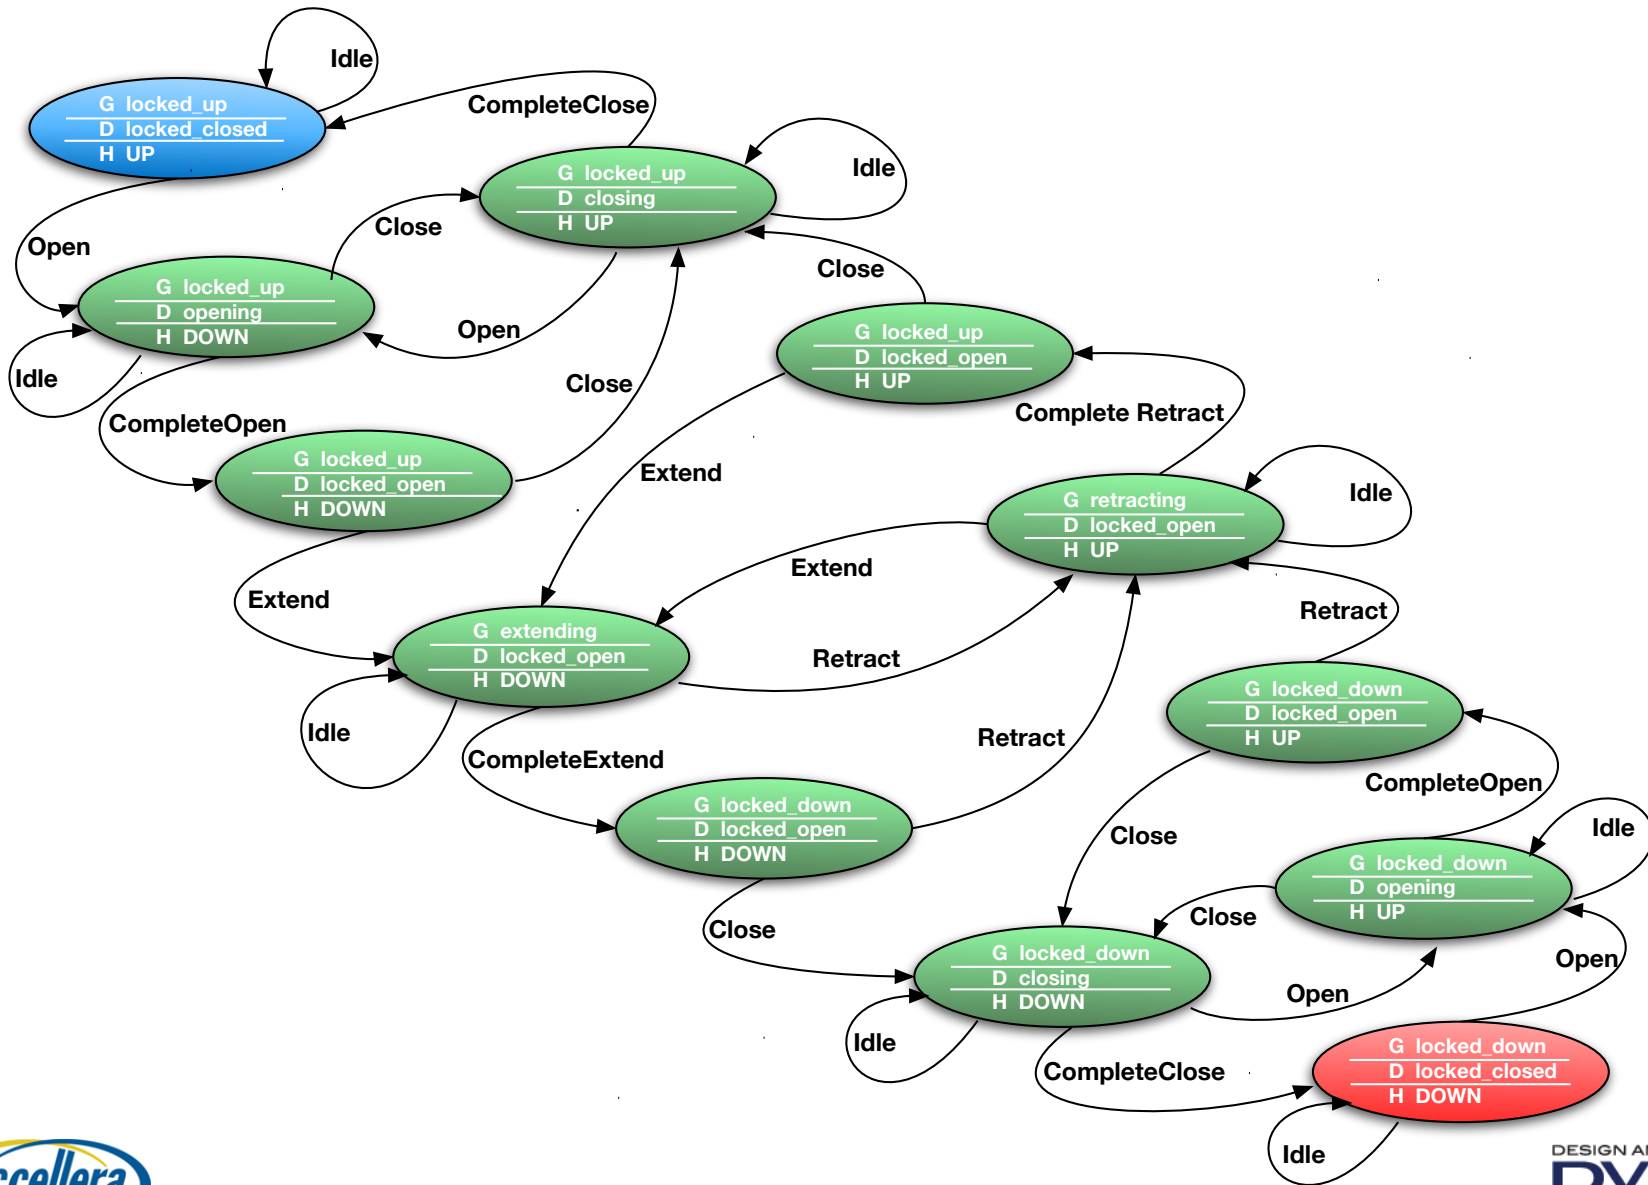 Idle
G locked_up
D locked_closed
H UP
CompleteClose
G locked_up
D closing
H UP
Idle
Close
Open
G locked_up
D opening
H DOWN
Close
Open
Idle
G locked_up
D locked_open
H UP
Close
CompleteOpen
Complete Retract
G locked_up
D locked_open
H DOWN
Extend
G retracting
D locked_open
H UP
Idle
Extend
Extend
Retract
G extending
D locked_open
H DOWN
Retract
Idle
G locked_down
D locked_open
H UP
Retract
CompleteExtend
CompleteOpen
G locked_down
D locked_open
H DOWN
Close
Idle
G locked_down
D opening
H UP
Close
Close
G locked_down
D closing
H DOWN
Open
Open
Idle
CompleteClose
G locked_down
D locked_closed
H DOWN
Idle
DESIGN